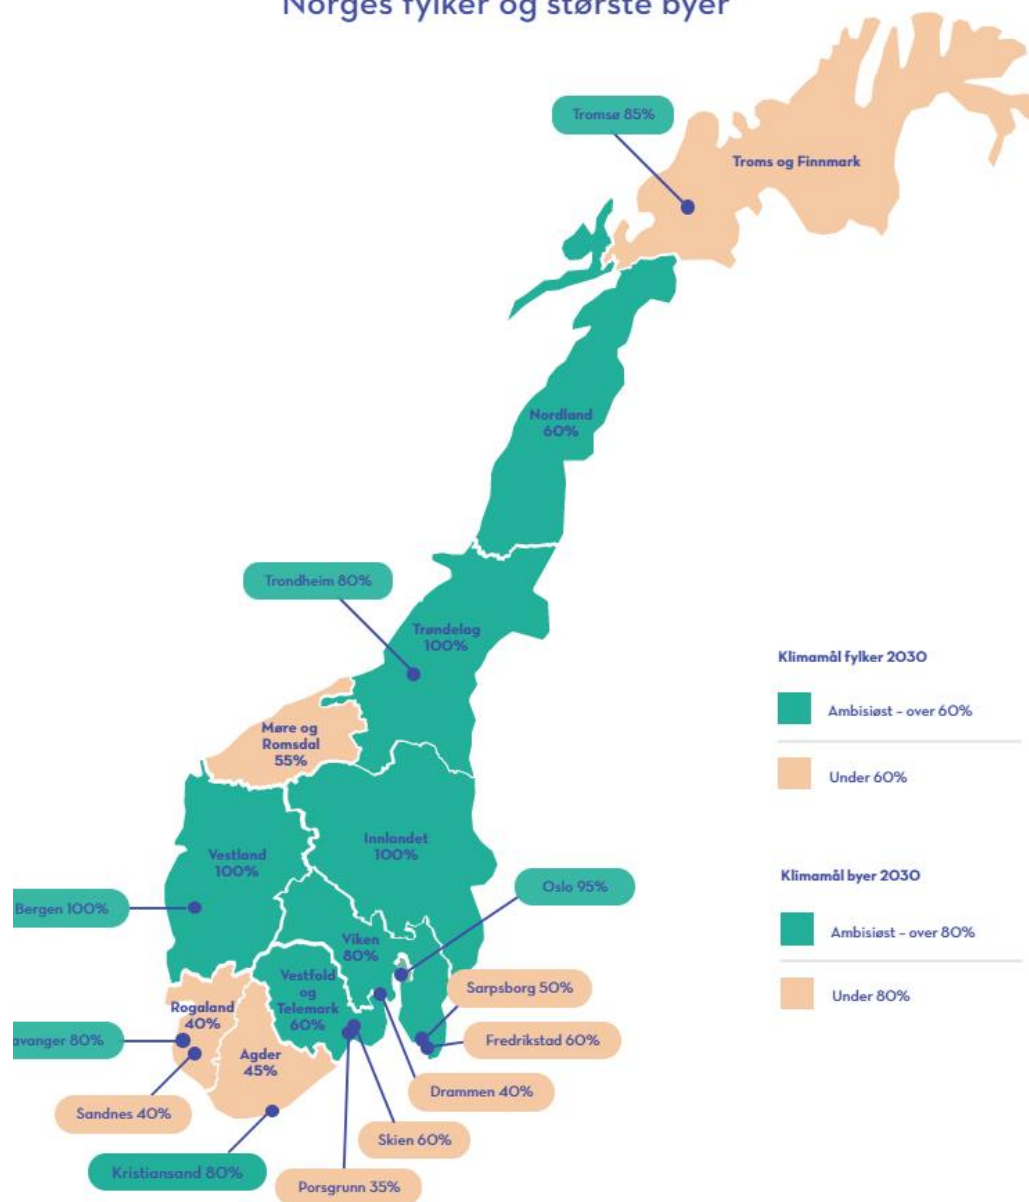 Norges fylker og største byer
Tromsø 85%
Troms og Finnmark
Nordland
60%
Trondheim 80%
Trøndelag
100%
Møre og
Romsdal
55%
Klimamål fylker 2030
Ambisiøst – over 60%
Under 60%
Innlandet
100%
Vestland
100%
Klimamål byer 2030
Ambisiøst – over 80%
Under 80%
Oslo 95%
Bergen 100%
Viken
80%
Vestfold
og
Telemark
60%
Sarpsborg 50%
Rogaland
40%
avanger 80%
Fredrikstad 60%
Agder
45%
Drammen 40%
Sandnes 40%
Skien 60%
Kristiansand 80%
Porsgrunn 35%